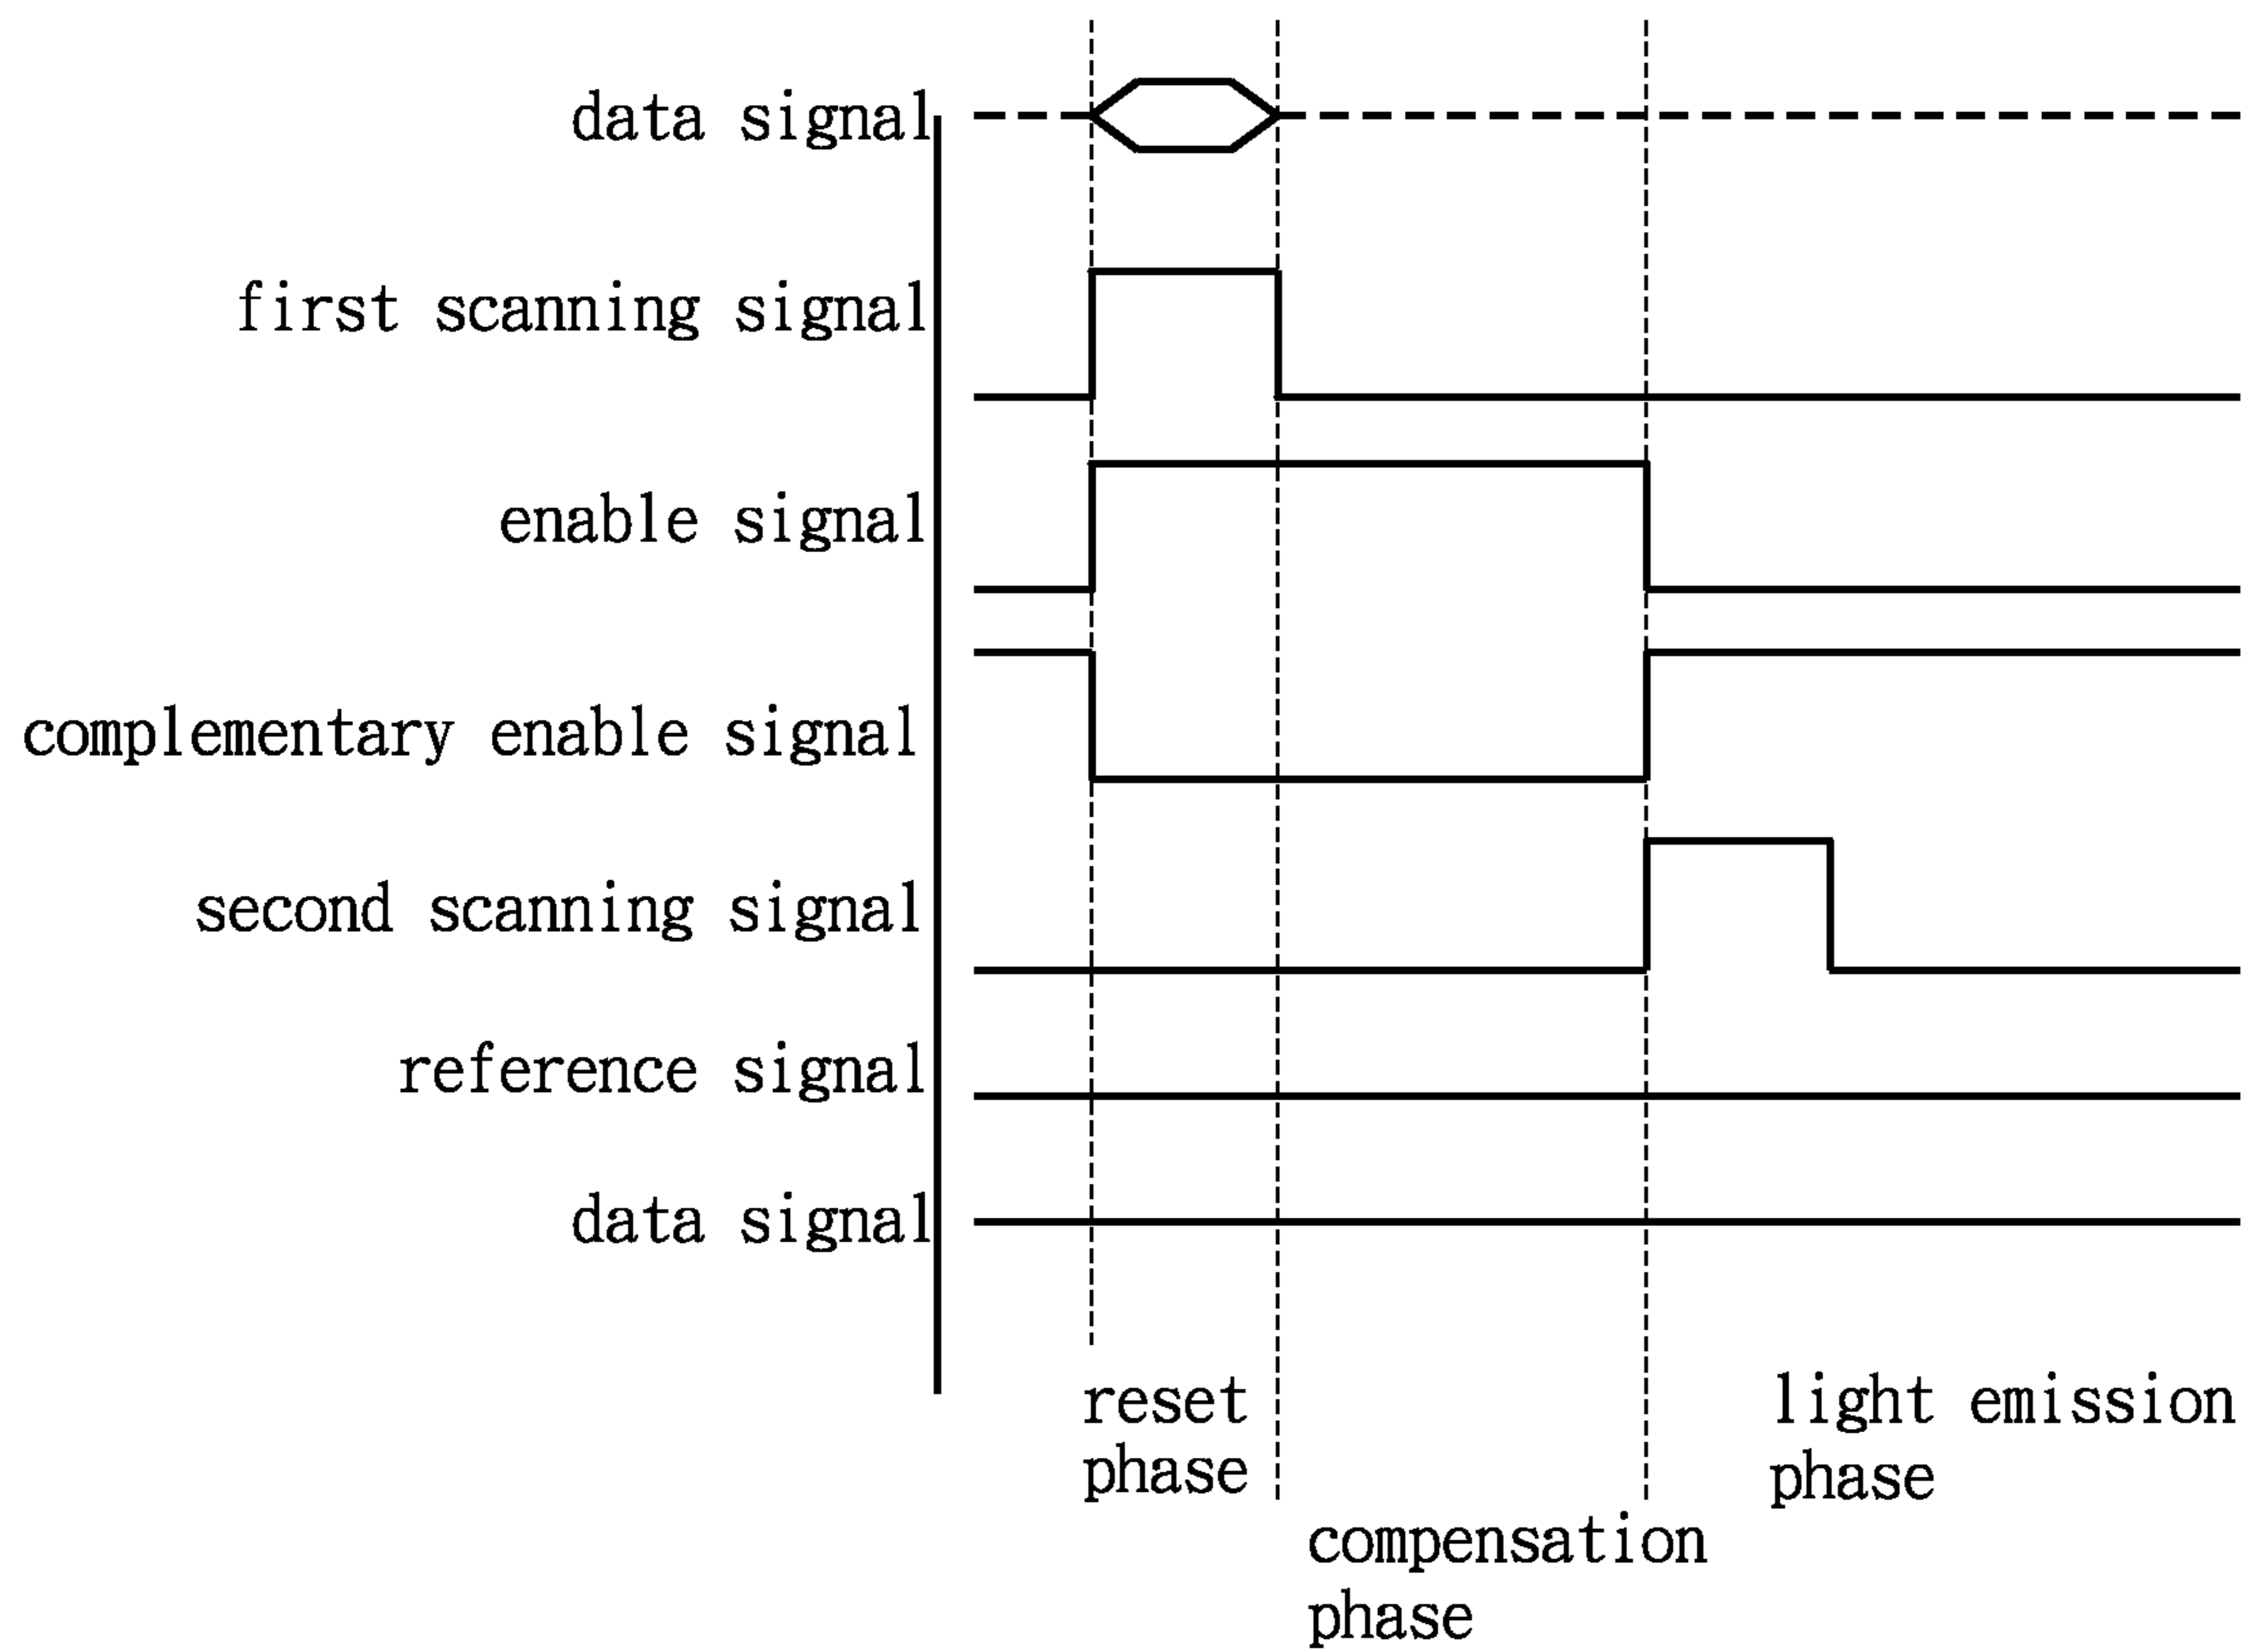 data signal
first scanning signal
enable signal
complementary enable signal
second scanning signal
reference signal
data signal
reset
phase
compensation
phase
light emission
phase